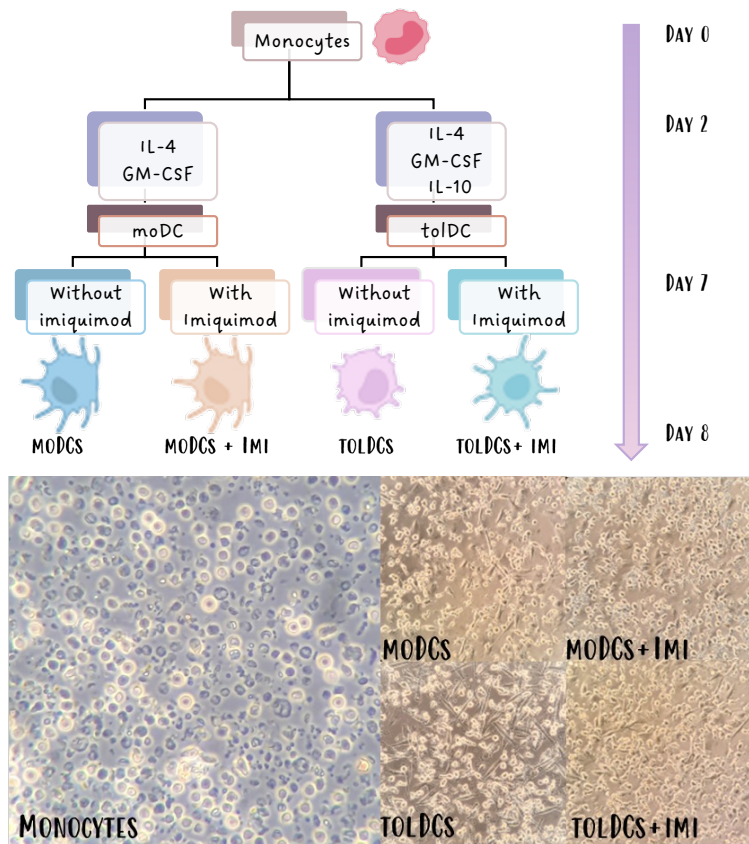 Monocytes
DAY 0
DAY 2
IL-4
GM-CSF
IL-4
GM-CSF
IL-10
moDC
tolDC
DAY 7
Without
imiquimod
With
Imiquimod
Without
imiquimod
With
Imiquimod
DAY 8
MODCS
MODCS + IMI
TOLDCS
TOLDCS+ IMI
MONOCYTES
MODCS
MODCS+IMI
TOLDCS
TOLDCS+IMI